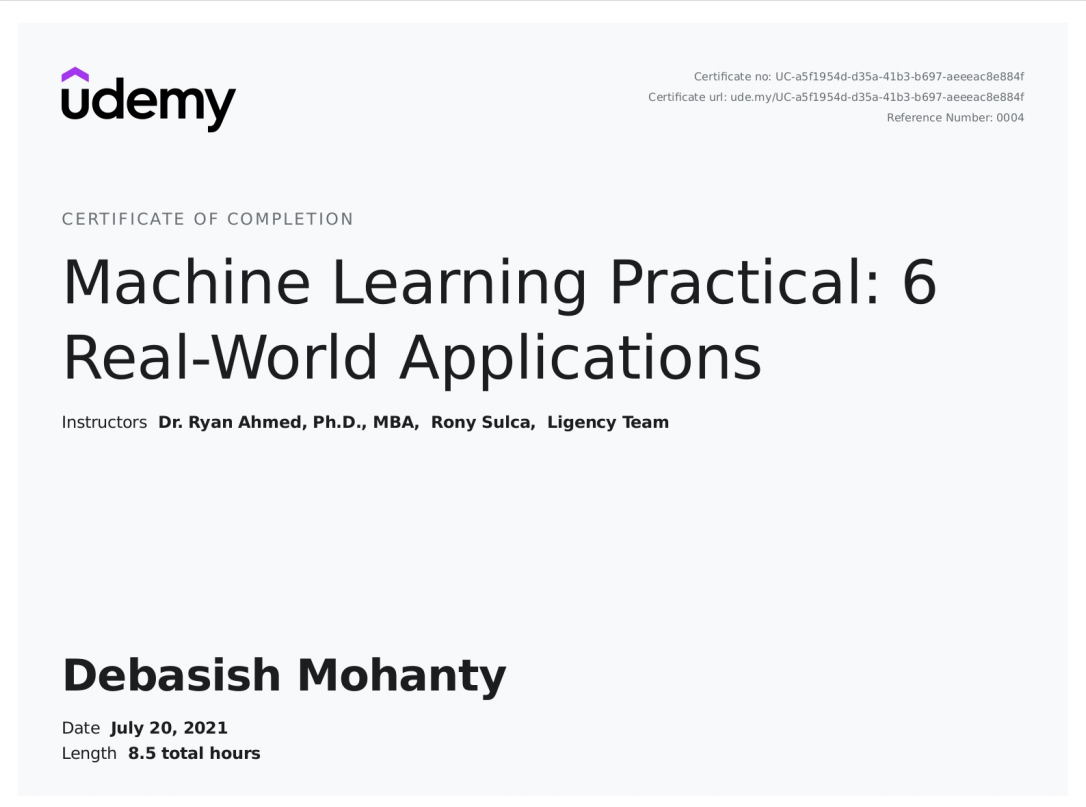 udemy
Certificate no: UC-a5f1954d-d35a-41b3-b697-aeeeac8e884f
Certificate url: ude.my/UC-a5f1954d-d35a-41b3-b697-aeeeac8e884f
Reference Number: 0004
CERTIFICATE OF COMPLETION
Machine Learning Practical: 6
Real-World Applications
Instructors Dr. Ryan Ahmed, Ph.D., MBA, Rony Sulca, Ligency Team
Debasish Mohanty
Date July 20, 2021
Length 8.5 total hours